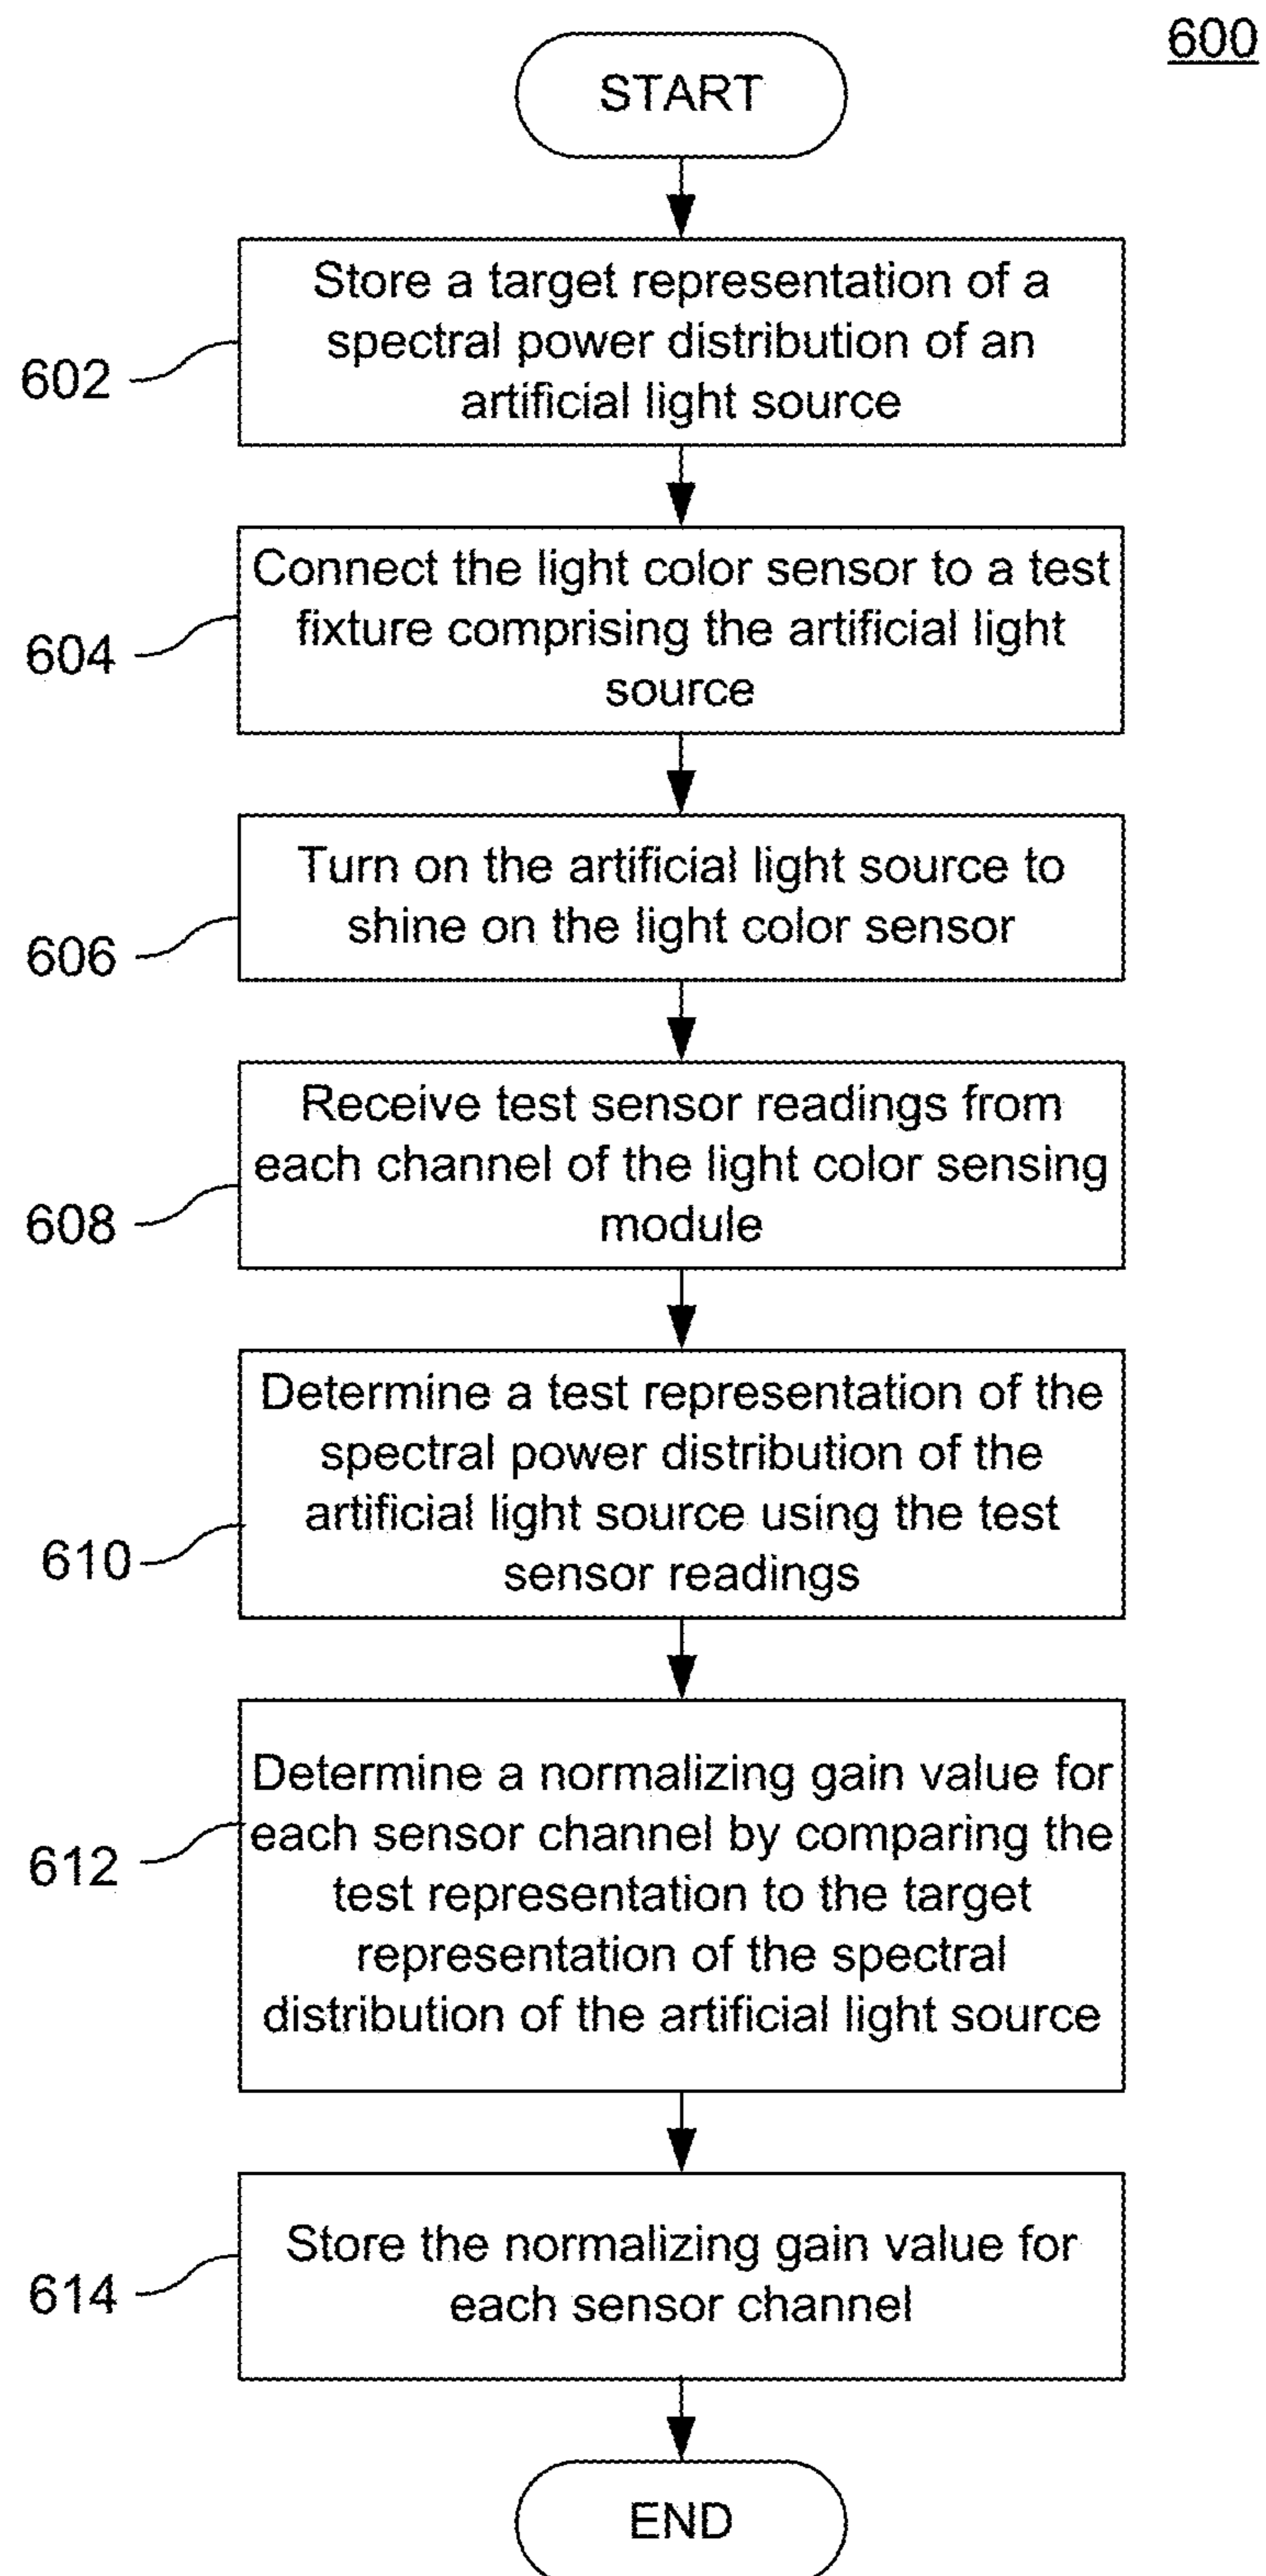 600
START
Store a target representation of a
spectral power distribution of an
artificial light source
602
Connect the light color sensor to a test
fixture comprising the artificial light
source
604
Turn on the artificial light source to
shine on the light color sensor
606
Receive test sensor readings from
each channel of the light color sensing
module
608
Determine a test representation of the
spectral power distribution of the
artificial light source using the test
sensor readings
610
Determine a normalizing gain value for
each sensor channel by comparing the
test representation to the target
representation of the spectral
distribution of the artificial light source
612
Store the normalizing gain value for
each sensor channel
614
END